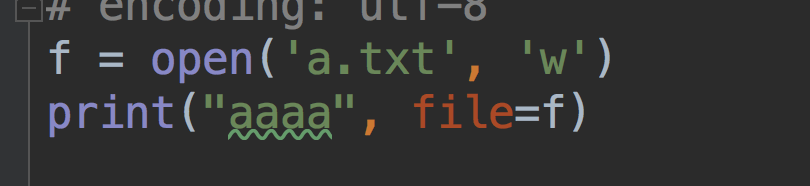 # encoding: utf-8
f = open('a.txt', 'w')
print("aaaa", file=f)